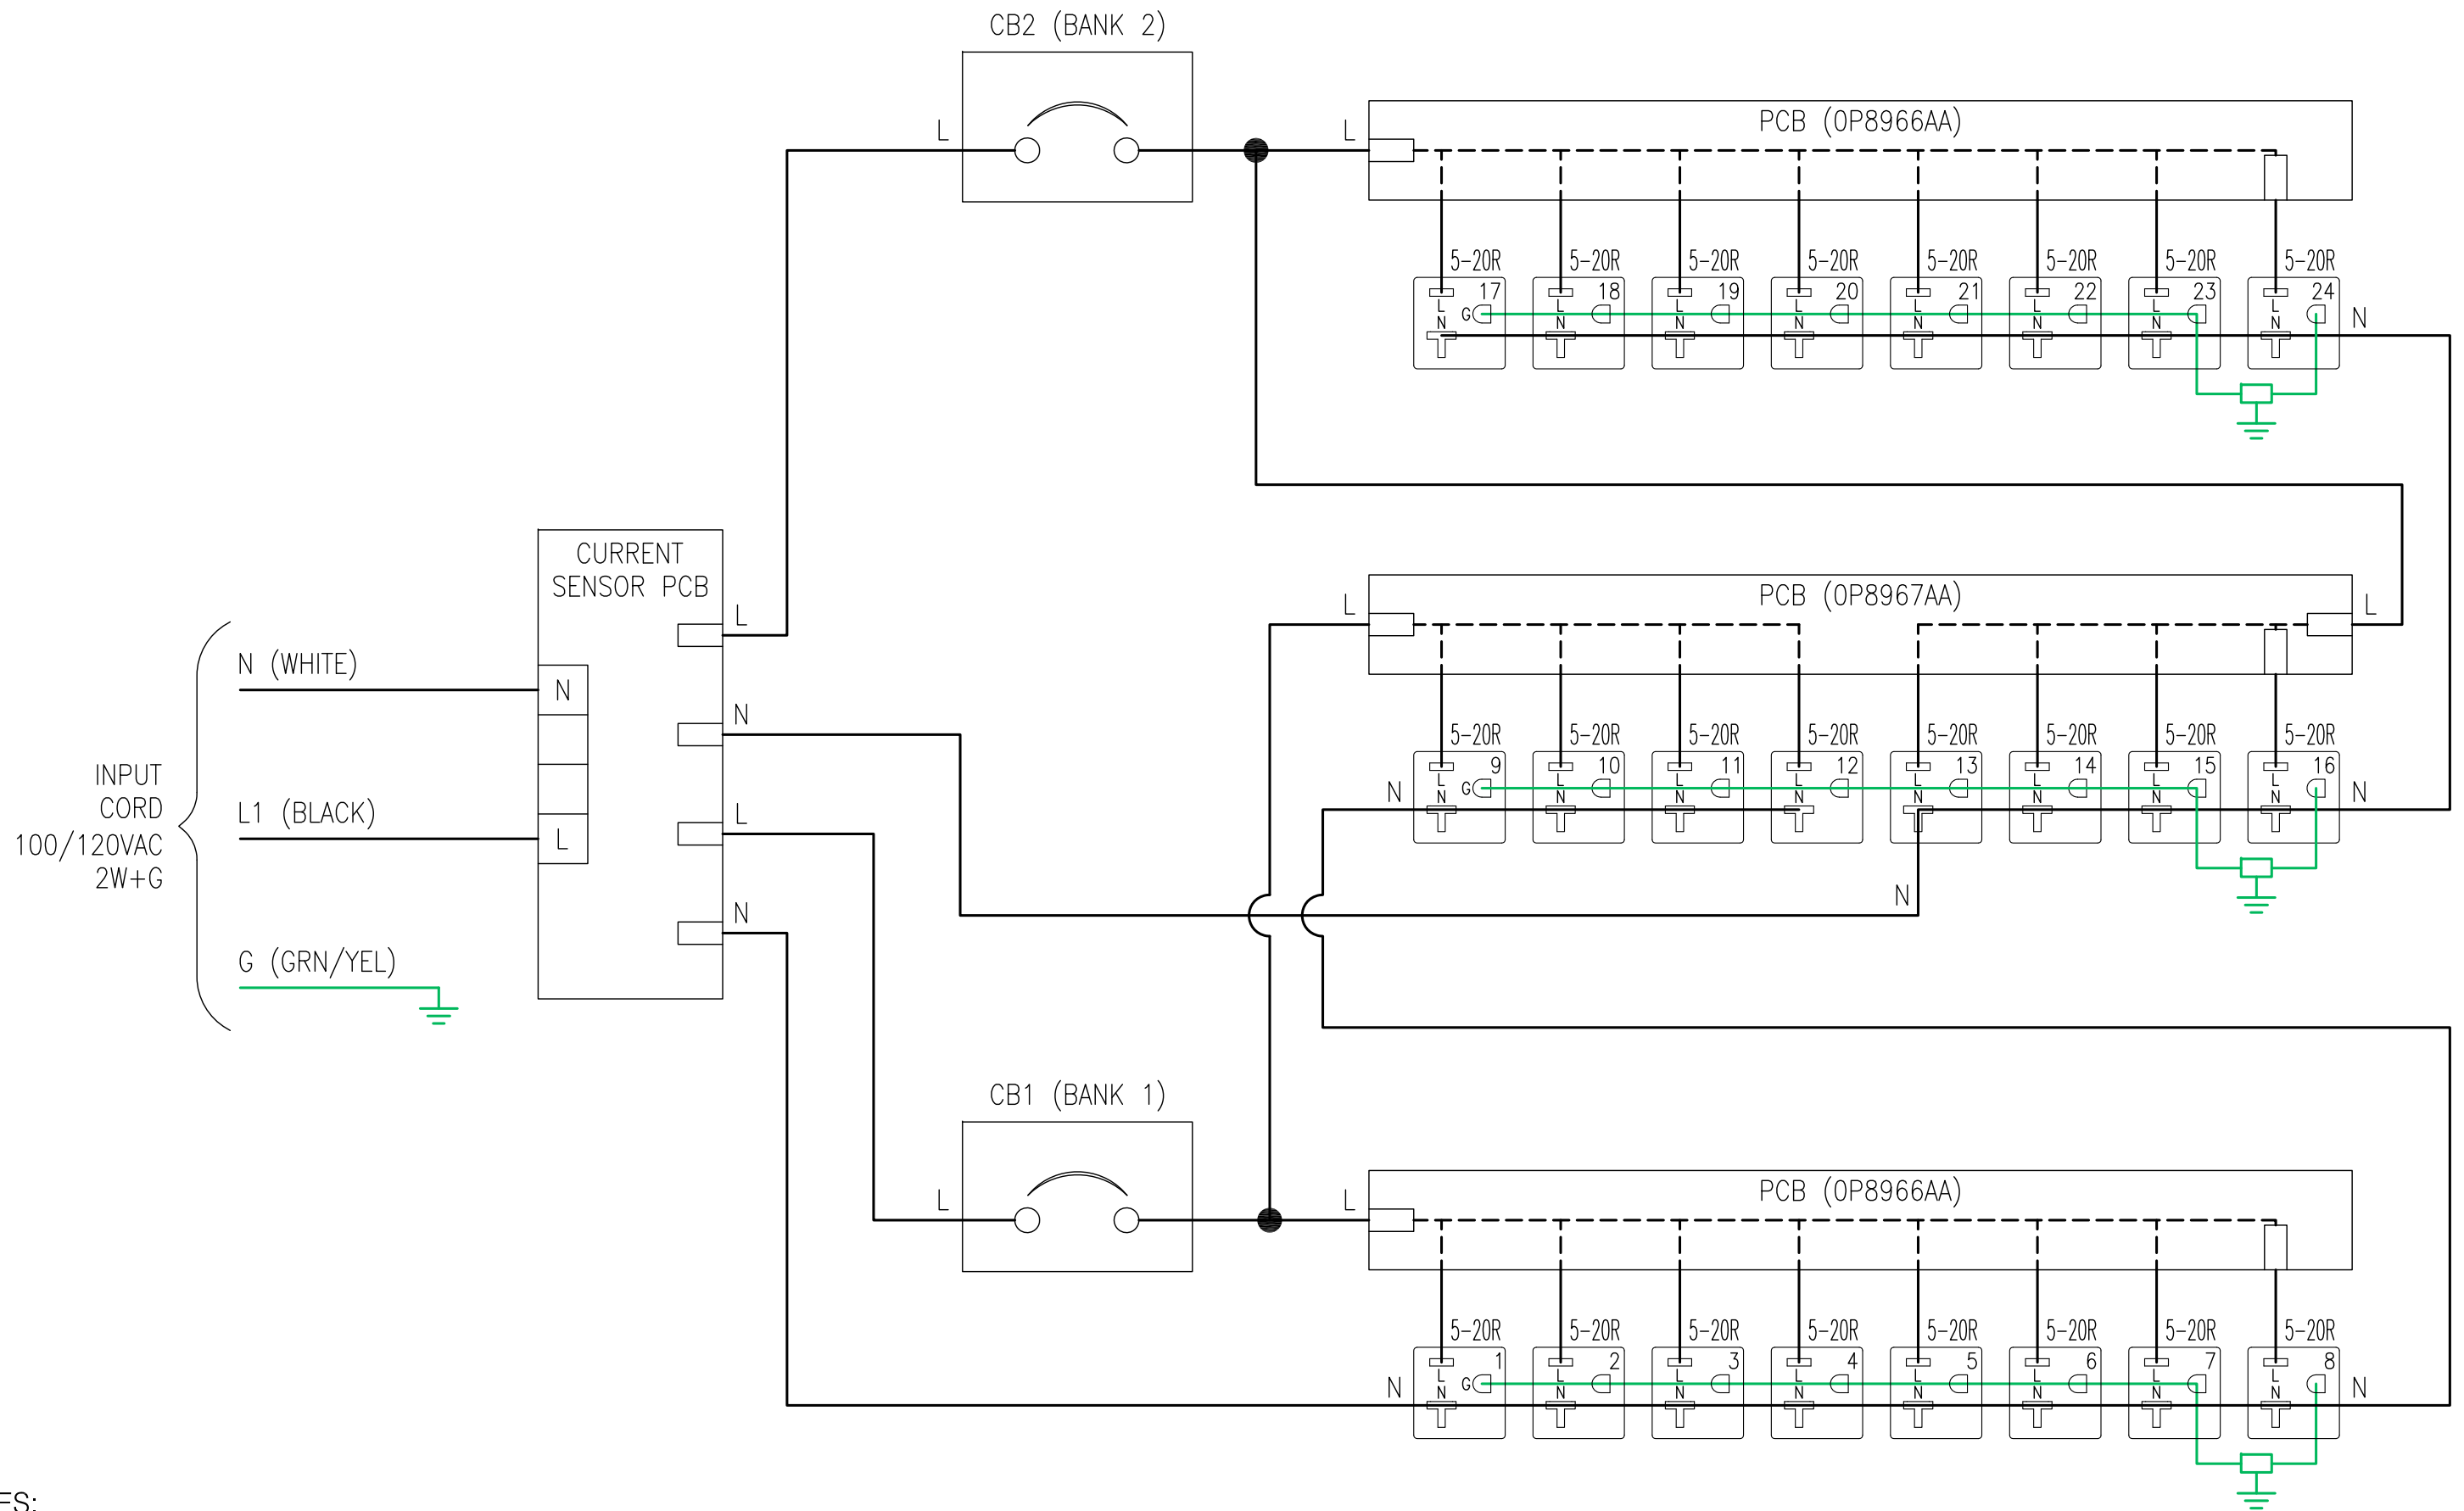 CB2 (BANK 2)
L
L
PCB (0P8966AA)
5-20R 5-20R 5-20R 5-20R 5-20R 5-20R 5-20R 5-20R
17 18 19 20 21 22 23 24
L L L L L L L L
G
N N N N N N N N
N
CURRENT
SENSOR PCB
L
N (WHITE)
N
N
L1 (BLACK)
L
L
INPUT
CORD
100/120VAC
2W+G
G (GRN/YEL)
N
L
PCB (0P8967AA)
L
5-20R 5-20R 5-20R 5-20R 5-20R 5-20R 5-20R 5-20R
9 10 11 12 13 14 15 16
L L L L L L L L
N
G
N N N N N N N N
N
N
CB1 (BANK 1)
L
L
PCB (0P8966AA)
5-20R 5-20R 5-20R 5-20R 5-20R 5-20R 5-20R 5-20R
1 2 3 4 5 6 7 8
L L L L L L L L
N
G
N N N N N N N N
N
ES: